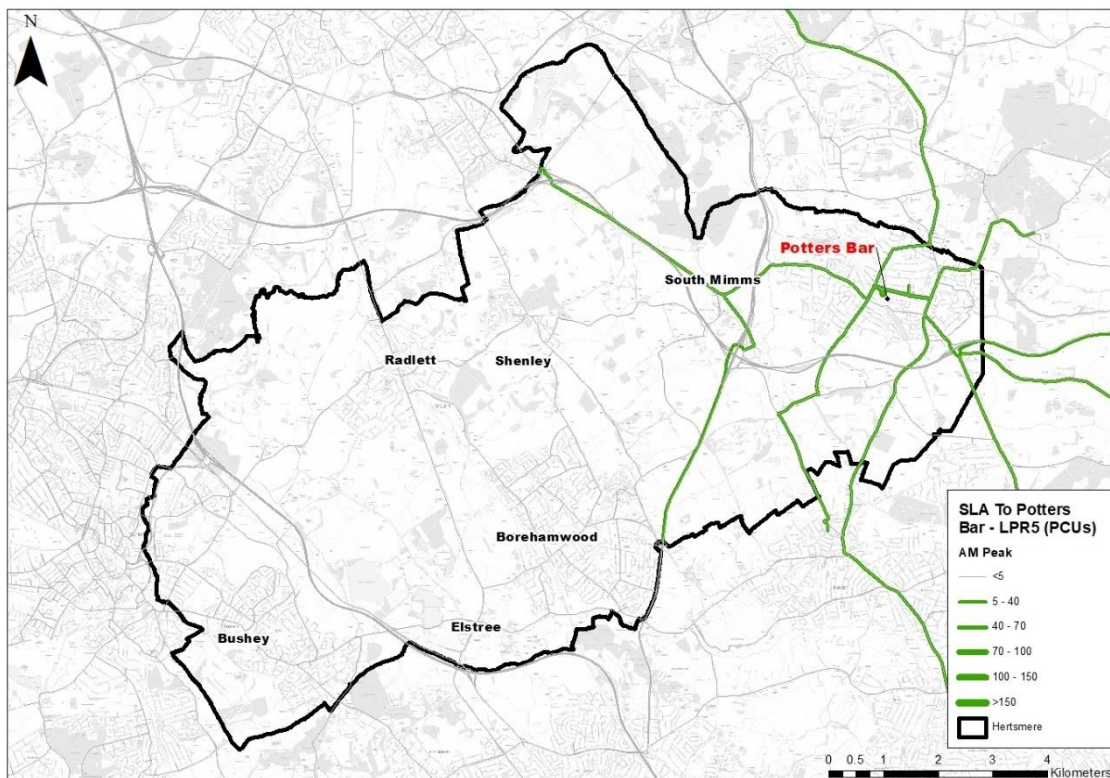 N
Potters Bar
South Mimms
Radlett
Shenley
Borehamwood
Elstree
Bushey
SLA To Potters
Bar - LPR5 (PCUs)
AM Peak
<5
5 - 40
40 - 70
70 - 100
100 - 150
>150
Hertsmere
0 0.5 1 2 3 4
Kilometers